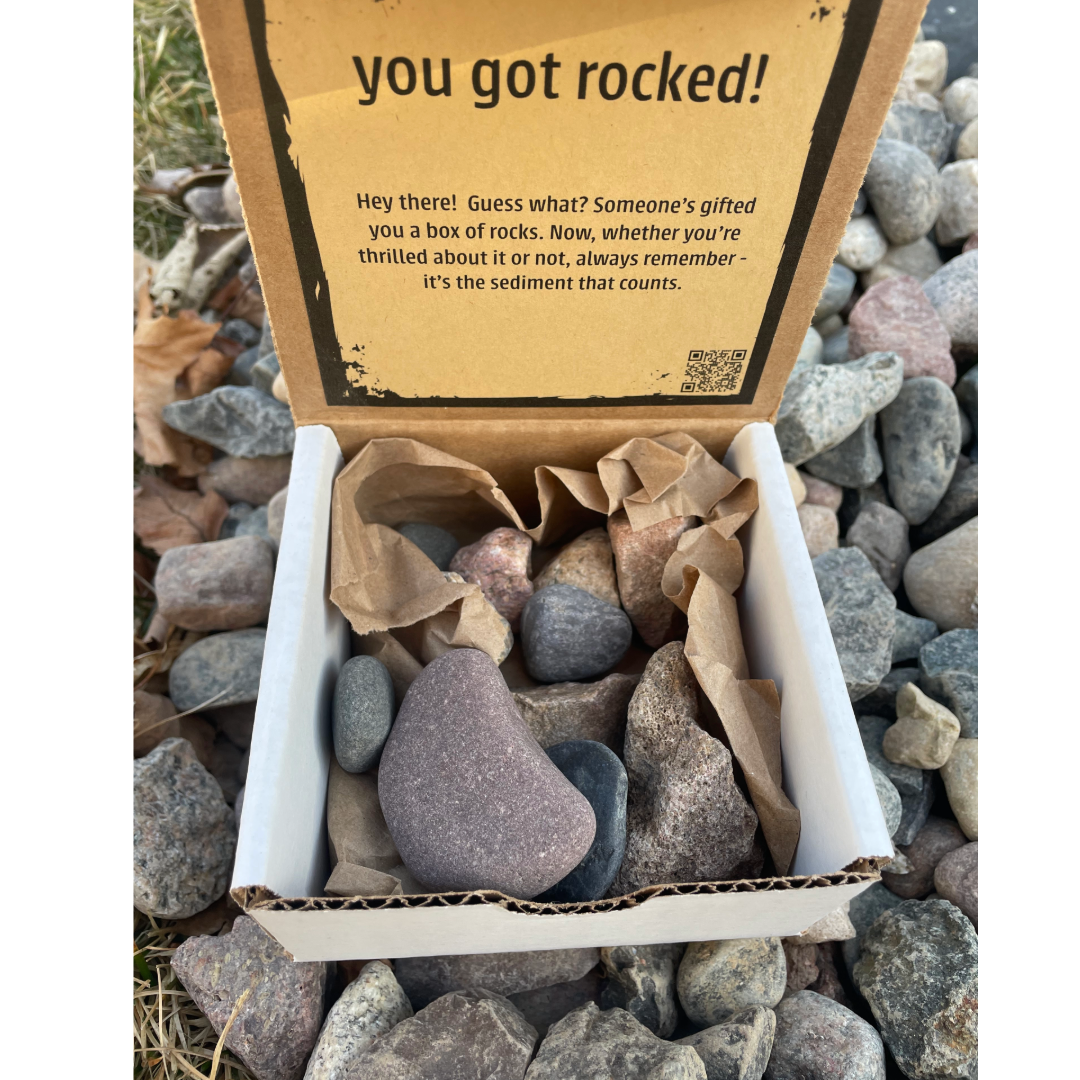 you got rocked!
Hey there! Guess what? Someone's gifted
you a box of rocks. Now, whether you're
thrilled about it or not, always remember -
it's the sediment that counts.